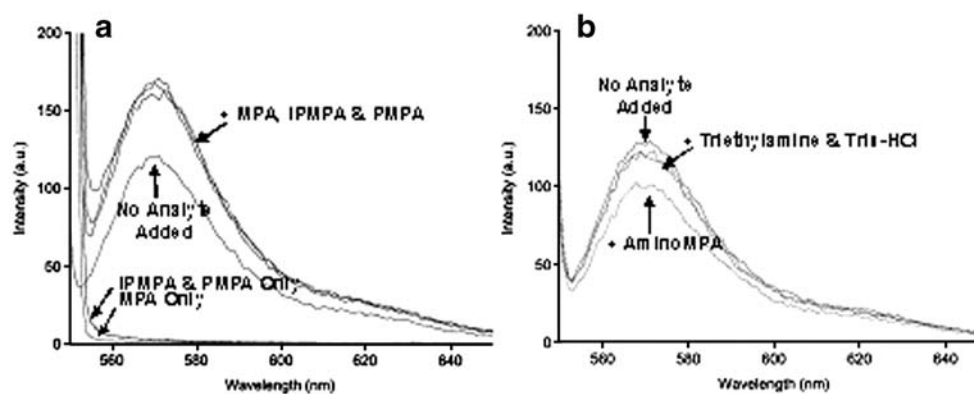 a
200
150
100
50
0
Intensity (a.u.)
+ MPA, IPMPA & PMPA
No Analyte
Added
IPMPA & PMPA Only
MPA Only
560
580
600
620
640
Wavelength (nm)
b
200
150
100
50
0
Intensity (a.u.)
No Analyte
Added
+ Triethylamine & Tris-HCl
+ AminoMPA
560
580
600
620
640
Wavelength (nm)